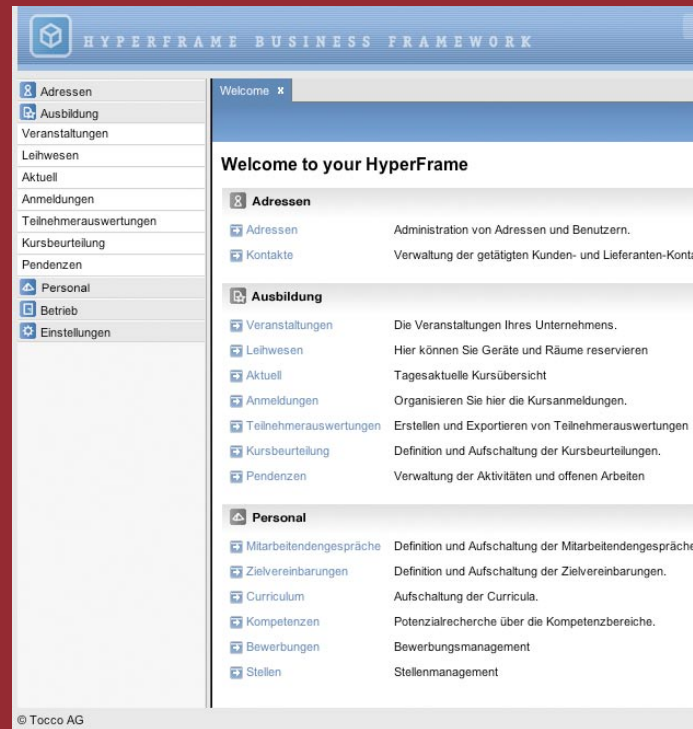 HYPERFRAME BUSINESS FRAMEWORK
Adressen
Ausbildung
Veranstaltungen
Leihwesen
Aktuell
Anmeldungen
Teilnehmerauswertungen
Kursbeurteilung
Pendenzen
Personal
Betrieb
Einstellungen
Welcome x
Welcome to your HyperFrame
Adressen
Adressen Administration von Adressen und Benutzern.
Kontakte Verwaltung der getätigten Kunden- und Lieferanten-Konta
Ausbildung
Veranstaltungen Die Veranstaltungen Ihres Unternehmens.
Leihwesen Hier können Sie Geräte und Räume reservieren
Aktuell Tagesaktuelle Kursübersicht
Anmeldungen Organisieren Sie hier die Kursanmeldungen.
Teilnehmerauswertungen Erstellen und Exportieren von Teilnehmerauswertungen
Kursbeurteilung Definition und Aufschaltung der Kursbeurteilungen.
Pendenzen Verwaltung der Aktivitäten und offenen Arbeiten
Personal
Mitarbeitendengespräche Definition und Aufschaltung der Mitarbeitendengespräche
Zielvereinbarungen Definition und Aufschaltung der Zielvereinbarungen.
Curriculum Aufschaltung der Curricula.
Kompetenzen Potenzialrecherche über die Kompetenzbereiche.
Bewerbungen Bewerbungsmanagement
Stellen Stellenmanagement
© Tocco AG